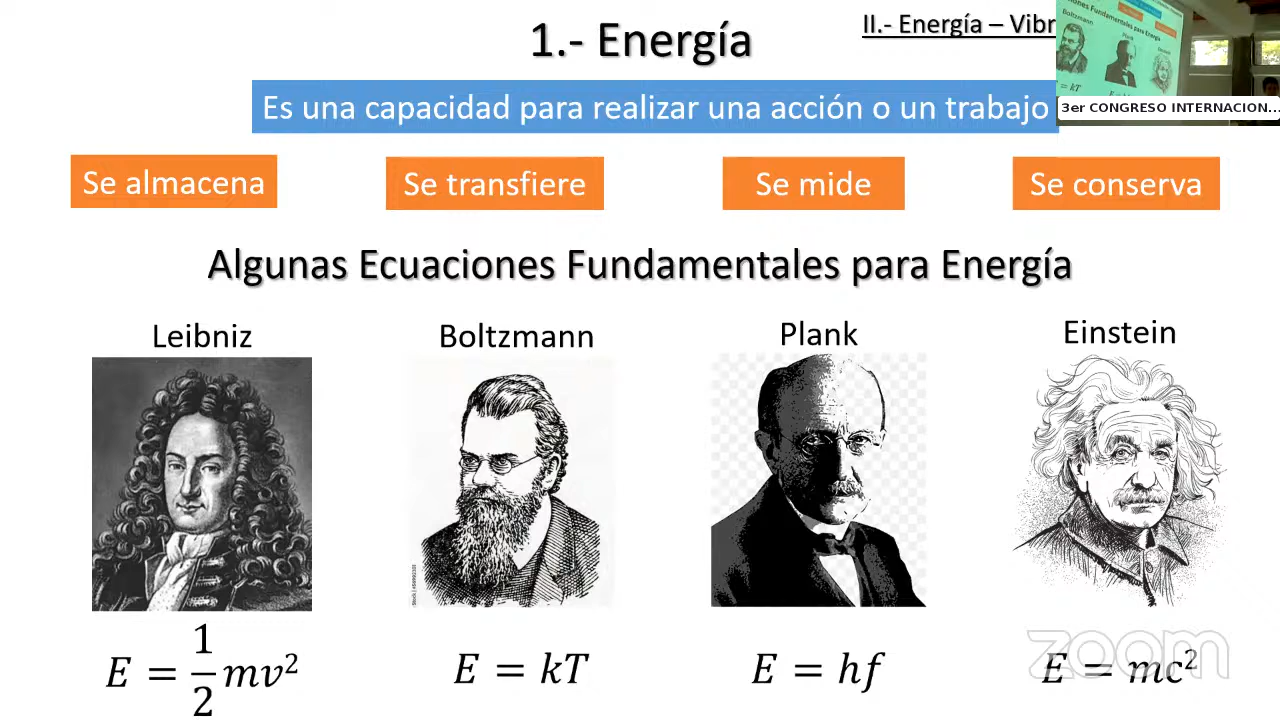 1.- Energía
II.- Energía – Vibr
Es una capacidad para realizar una acción o un trabajo
3er CONGRESO INTERNACION...
Se almacena
Se transfiere
Se mide
Se conserva
Algunas Ecuaciones Fundamentales para Energía
Leibniz
Boltzmann
Plank
Einstein
E = 1/2 mv²
E = kT
E = hf
E = mc²
zoom